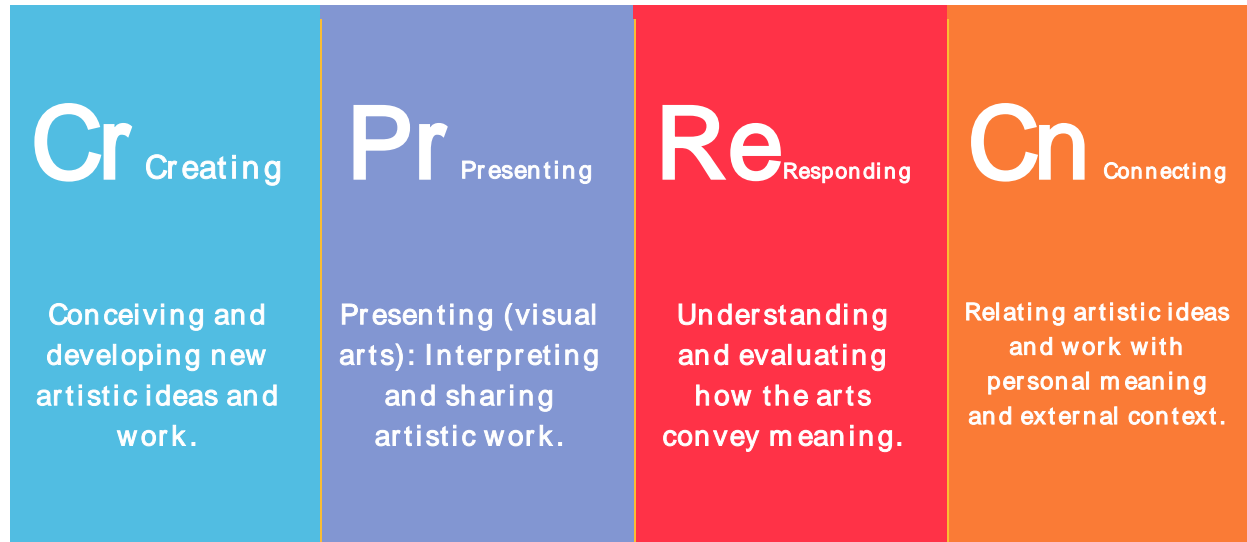 Cr Creating
Conceiving and
developing new
artistic ideas and
work.
Pr Presenting
Presenting (visual
arts): Interpreting
and sharing
artistic work.
Re Responding
Understanding
and evaluating
how the arts
convey meaning.
Cn Connecting
Relating artistic ideas
and work with
personal meaning
and external context.